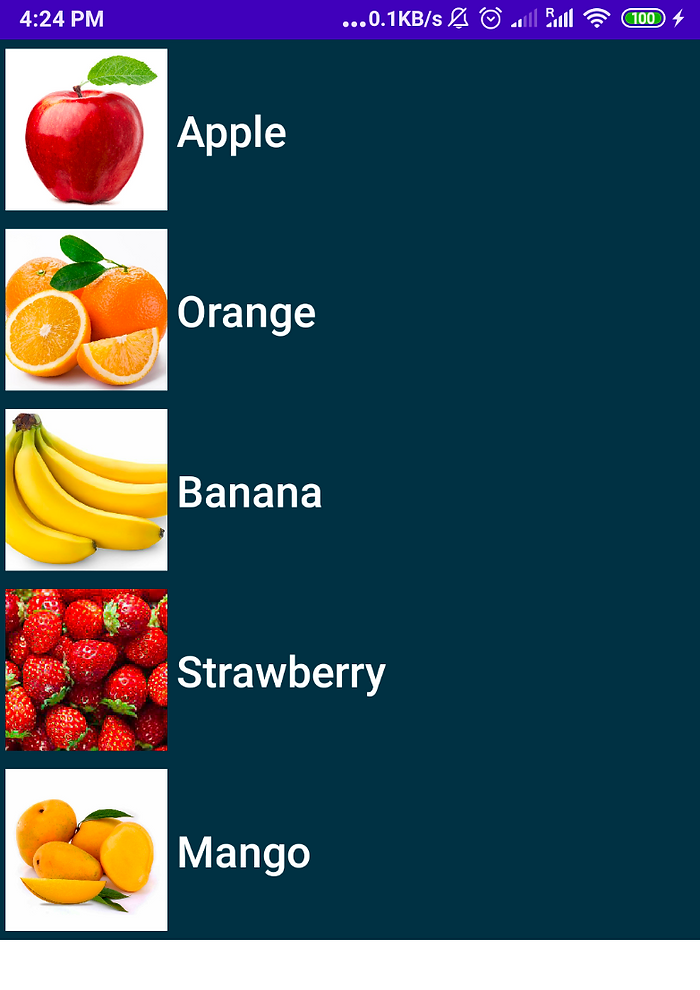 4:24 PM ...0.1KB/s R 100
Apple
Orange
Banana
Strawberry
Mango